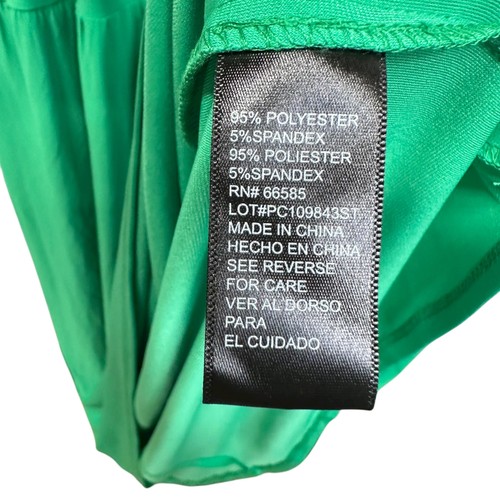 95% POLYESTER
5%SPANDEX
95% POLIESTER
5%SPANDEX
RN# 66585
LOT#PC109843ST
MADE IN CHINA
HECHO EN CHINA
SEE REVERSE
FOR CARE
VER AL DORSO
PARA
EL CUIDADO